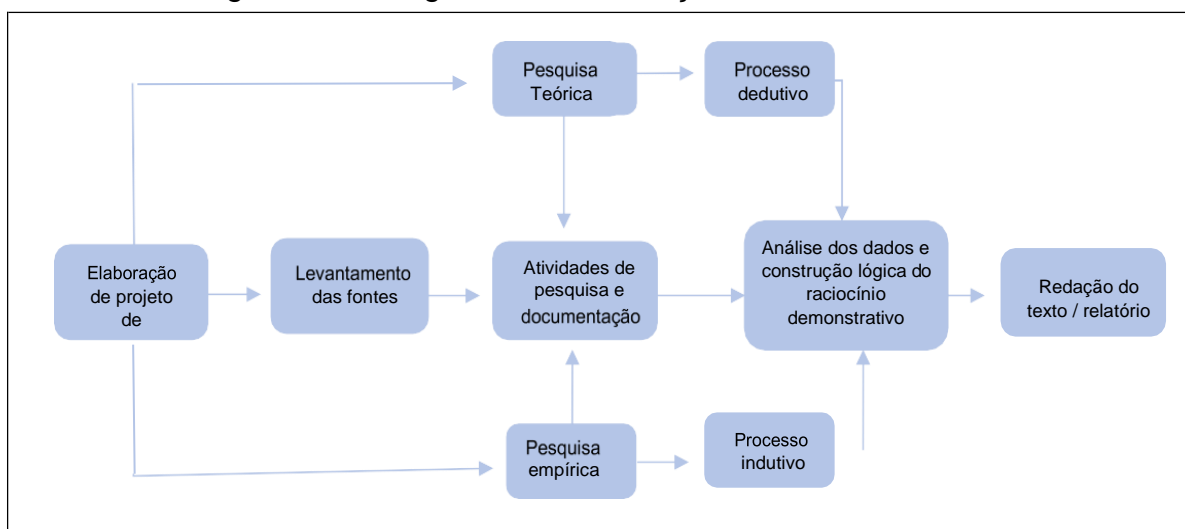 Pesquisa
Teórica
Processo
dedutivo
Elaboração
de projeto
de
Levantamento
das fontes
Atividades de
pesquisa e
documentação
Análise dos dados e
construção lógica do
raciocínio
demonstrativo
Redação do
texto / relatório
Pesquisa
empírica
Processo
indutivo